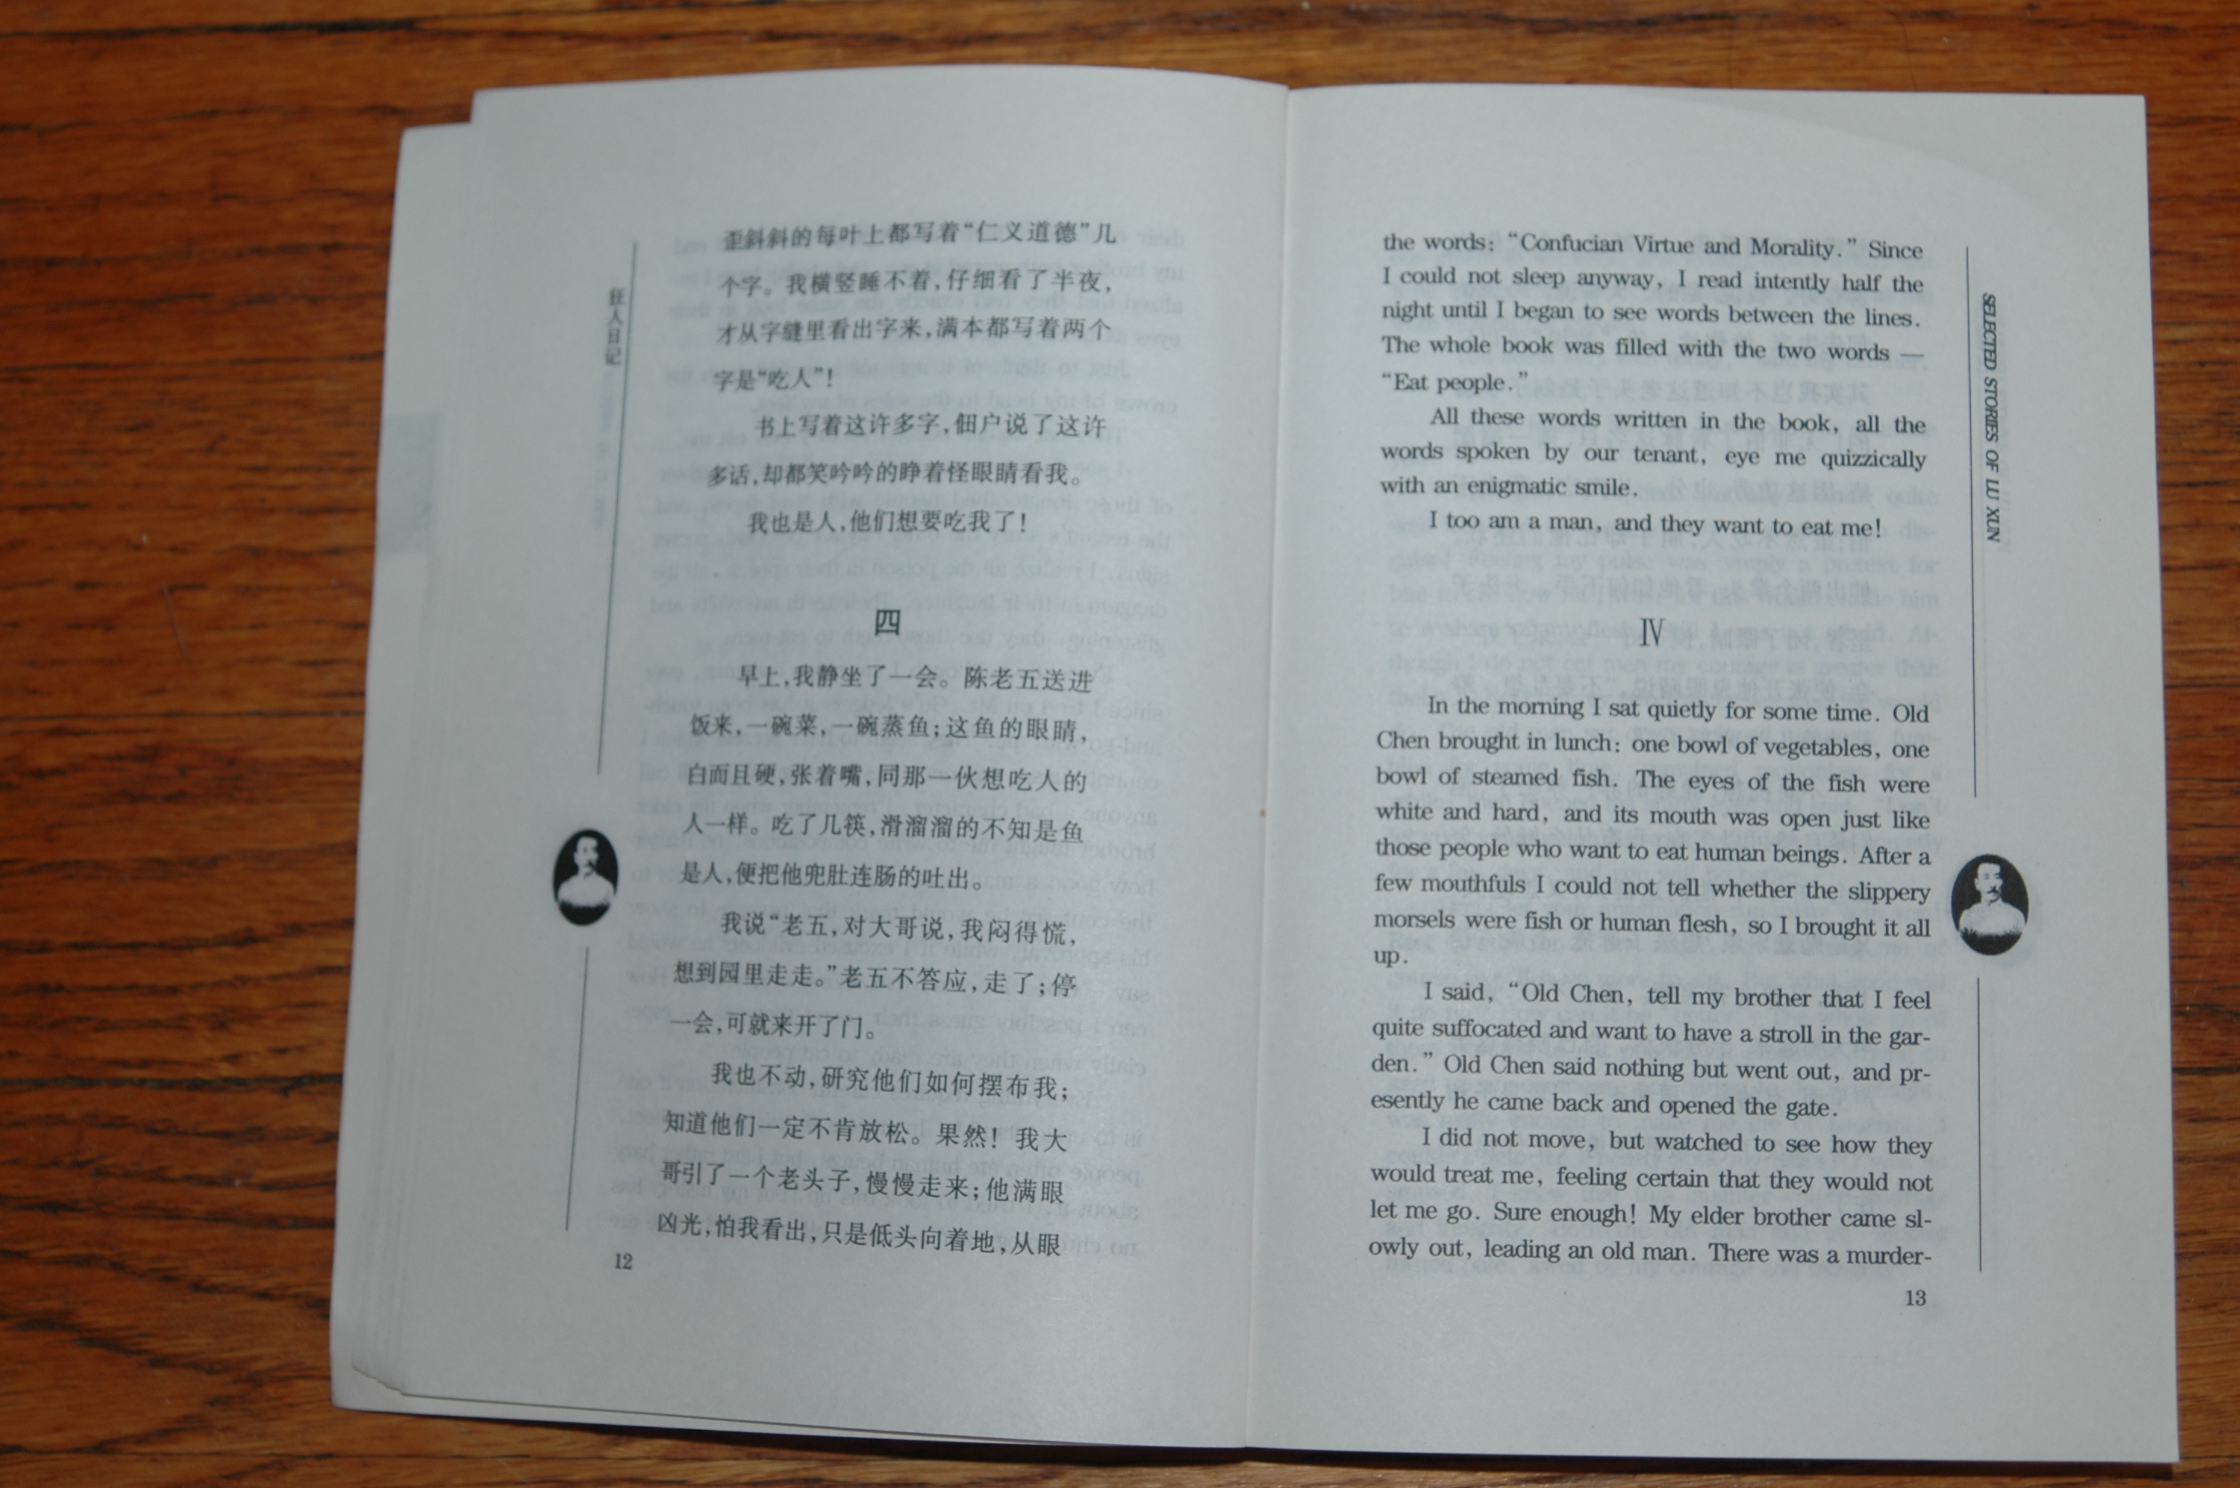 歪斜斜的每叶上都写着“仁义道德”几
个字。我横竖睡不着,仔细看了半夜,
才从字缝里看出字来,满本都写着两个
字是“吃人”!
书上写着这许多字,佃户说了这许
多话,却都笑吟吟的睁着怪眼睛看我。
我也是人,他们想要吃我了!
四
早上,我静坐了一会。陈老五送进
饭来,一碗菜,一碗蒸鱼;这鱼的眼睛,
白而且硬,张着嘴,同那一伙想吃人的
人一样。吃了几筷,滑溜溜的不知是鱼
是人,便把他兜肚连肠的吐出。
我说“老五,对大哥说,我闷得慌,
想到园里走走。”老五不答应,走了;停
一会,可就来开了门。
我也不动,研究他们如何摆布我;
知道他们一定不肯放松。果然!我大
哥引了一个老头子,慢慢走来;他满眼
凶光,怕我看出,只是低头向着地,从眼
狂人日记
12
the words: “Confucian Virtue and Morality.” Since
I could not sleep anyway, I read intently half the
night until I began to see words between the lines.
The whole book was filled with the two words —
“Eat people.”
All these words written in the book, all the
words spoken by our tenant, eye me quizzically
with an enigmatic smile.
I too am a man, and they want to eat me!
IV
In the morning I sat quietly for some time. Old
Chen brought in lunch: one bowl of vegetables, one
bowl of steamed fish. The eyes of the fish were
white and hard, and its mouth was open just like
those people who want to eat human beings. After a
few mouthfuls I could not tell whether the slippery
morsels were fish or human flesh, so I brought it all
up.
I said, “Old Chen, tell my brother that I feel
quite suffocated and want to have a stroll in the gar-
den.” Old Chen said nothing but went out, and pr-
esently he came back and opened the gate.
I did not move, but watched to see how they
would treat me, feeling certain that they would not
let me go. Sure enough! My elder brother came sl-
owly out, leading an old man. There was a murder-
SELECTED STORIES OF LU XUN
13